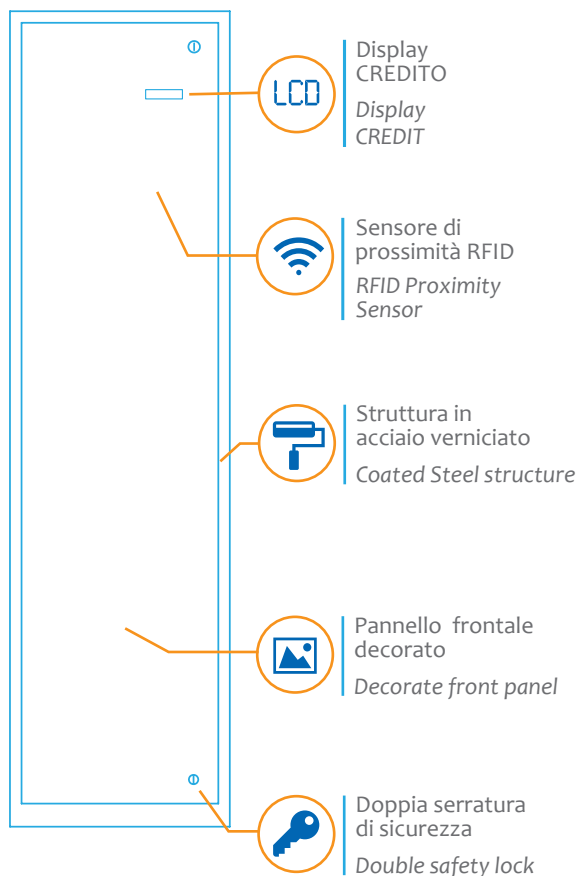 LCD
Display
CREDITO
Display
CREDIT
Sensore di
prossimità RFID
RFID Proximity
Sensor
Struttura in
acciaio verniciato
Coated Steel structure
Pannello frontale
decorato
Decorate front panel
Doppia serratura
di sicurezza
Double safety lock